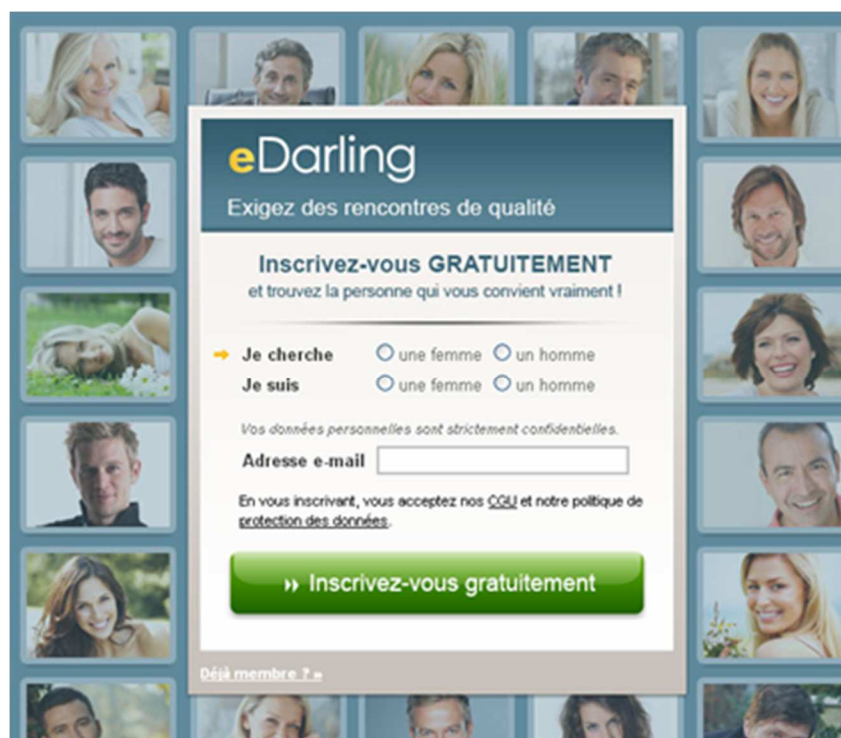 eDarling
Exigez des rencontres de qualité
Inscrivez-vous GRATUITEMENT
et trouvez la personne qui vous convient vraiment !
Je cherche une femme un homme
Je suis une femme un homme
Vos données personnelles sont strictement confidentielles.
Adresse e-mail
En vous inscrivant, vous acceptez nos CGU et notre politique de
protection des données.
Inscrivez-vous gratuitement
Déjà membre ? »